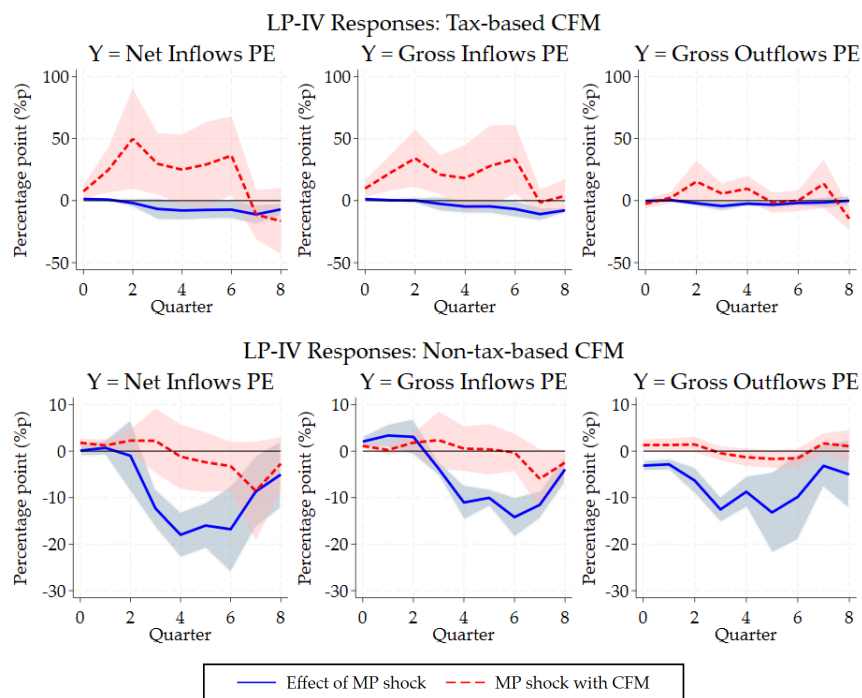 LP-IV Responses: Tax-based CFM
Y = Net Inflows PE
Y = Gross Inflows PE
Y = Gross Outflows PE
Percentage point (%p)
100
50
0
-50
0 2 4 6 8
Quarter
Percentage point (%p)
100
50
0
-50
0 2 4 6 8
Quarter
Percentage point (%p)
100
50
0
-50
0 2 4 6 8
Quarter
LP-IV Responses: Non-tax-based CFM
Y = Net Inflows PE
Y = Gross Inflows PE
Y = Gross Outflows PE
Percentage point (%p)
10
0
-10
-20
-30
0 2 4 6 8
Quarter
Percentage point (%p)
10
0
-10
-20
-30
0 2 4 6 8
Quarter
Percentage point (%p)
10
0
-10
-20
-30
0 2 4 6 8
Quarter
Effect of MP shock
MP shock with CFM